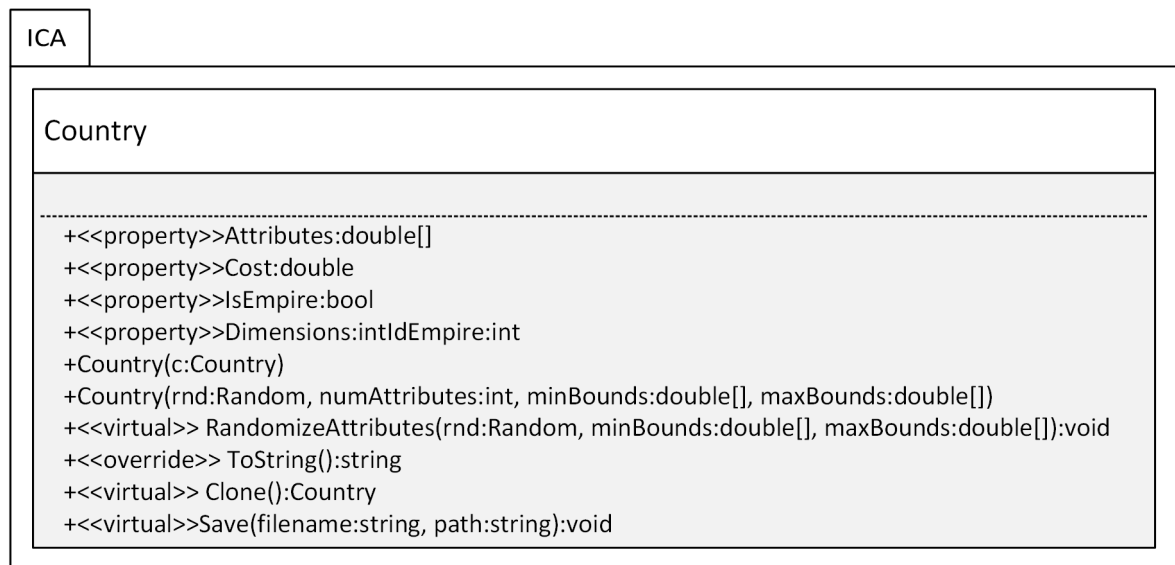 ICA
Country
+<<property>>Attributes:double[]
+<<property>>Cost:double
+<<property>>IsEmpire:bool
+<<property>>Dimensions:intIdEmpire:int
+Country(c:Country)
+Country(rnd:Random, numAttributes:int, minBounds:double[], maxBounds:double[])
+<<virtual>> RandomizeAttributes(rnd:Random, minBounds:double[], maxBounds:double[]):void
+<<override>> ToString():string
+<<virtual>> Clone():Country
+<<virtual>>Save(filename:string, path:string):void